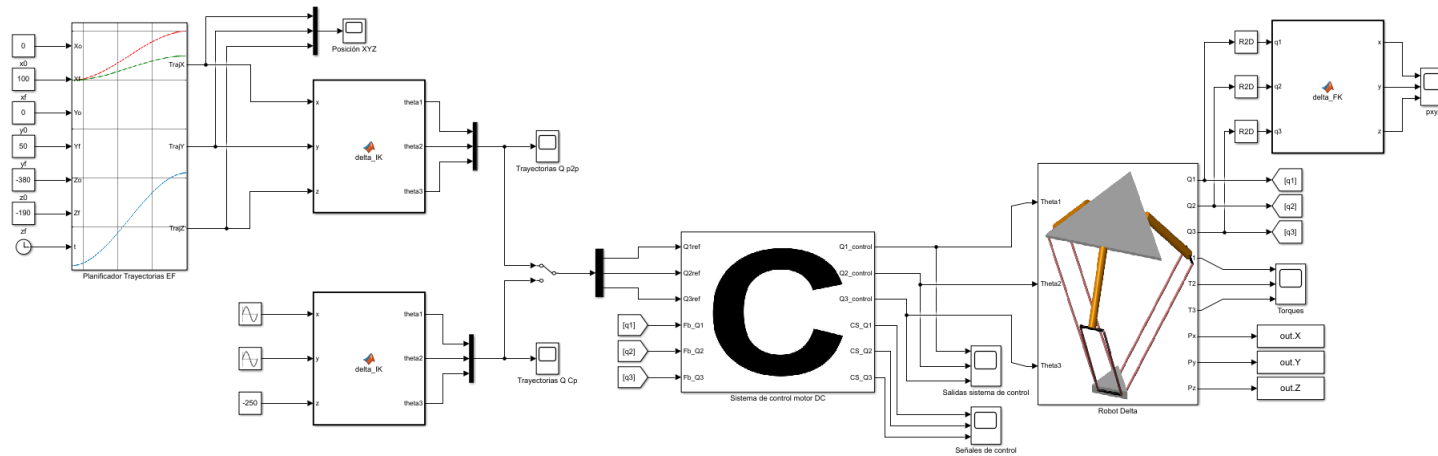 0
x0
100
xf
0
y0
50
yf
-380
z0
-190
zf
Xo
Xf
Yo
Yf
Zo
Zf
t
TrajX
TrajY
TrajZ
Planificador Trayectorias EF
Posición XYZ
x
y
z
delta_IK
theta1
theta2
theta3
Trayectorias Q p2p
-250
x
y
z
delta_IK
theta1
theta2
theta3
Trayectorias Q Cp
[q1]
[q2]
[q3]
Q1ref
Q2ref
Q3ref
Fb_Q1
Fb_Q2
Fb_Q3
C
Q1_control
Q2_control
Q3_control
CS_Q1
CS_Q2
CS_Q3
Sistema de control motor DC
Salidas sistema de control
Señales de control
Theta1
Theta2
Theta3
Q1
Q2
Q3
T2
T3
Px
Py
Pz
Robot Delta
R2D
R2D
R2D
q1
q2
q3
delta_FK
x
y
z
[q1]
[q2]
[q3]
Torques
out.X
out.Y
out.Z